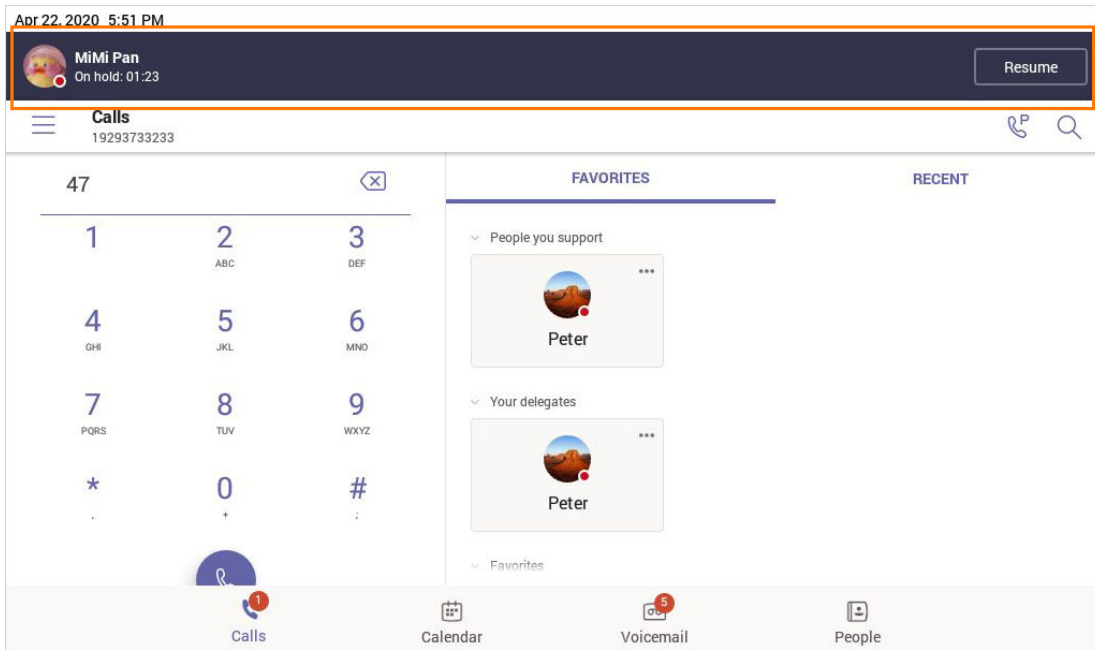 Apr 22, 2020 5:51 PM
MiMi Pan
On hold: 01:23
Resume
Calls
19293733233
P
47
FAVORITES
RECENT
1
2
ABC
3
DEF
4
GHI
5
JKL
6
MNO
7
PQRS
8
TUV
9
WXYZ
*
,
0
+
#
;
People you support
Peter
Your delegates
Peter
Favorites
1
Calls
Calendar
5
Voicemail
People